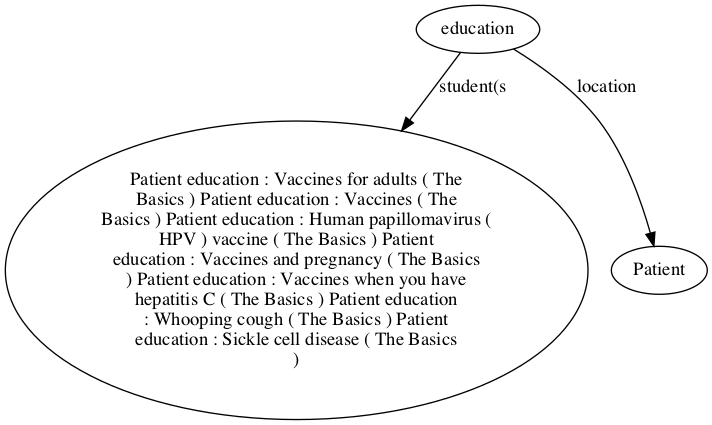 education
student(s
location
Patient education : Vaccines for adults ( The
Basics ) Patient education : Vaccines ( The
Basics ) Patient education : Human papillomavirus (
HPV ) vaccine ( The Basics ) Patient
education : Vaccines and pregnancy ( The Basics
) Patient education : Vaccines when you have
hepatitis C ( The Basics ) Patient education
: Whooping cough ( The Basics ) Patient
education : Sickle cell disease ( The Basics
)
Patient